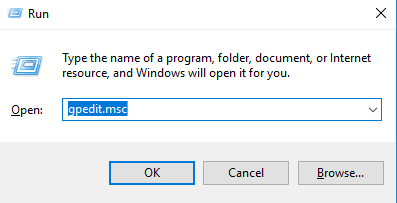 Run
Type the name of a program, folder, document, or Internet
resource, and Windows will open it for you.
Open: gpedit.msc
OK Cancel Browse...